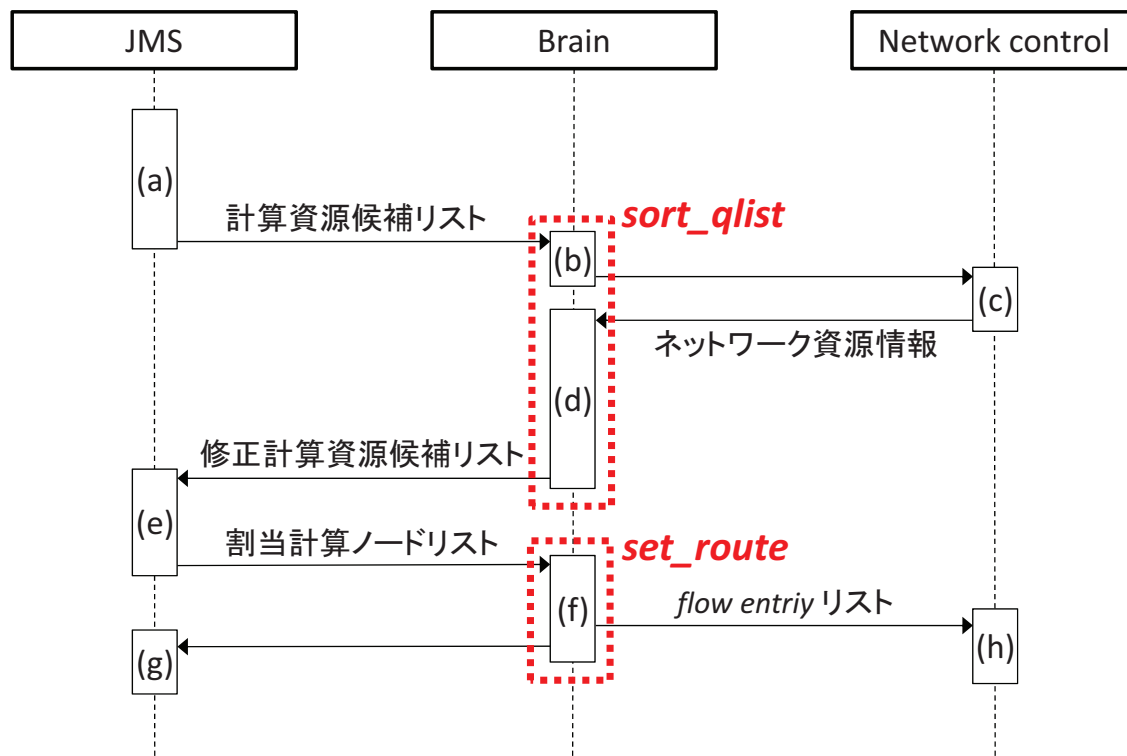 JMS
Brain
Network control
(a)
計算資源候補リスト
sort_qlist
(b)
(c)
ネットワーク資源情報
(d)
修正計算資源候補リスト
(e)
割当計算ノードリスト
set_route
(f)
flow entriy リスト
(g)
(h)